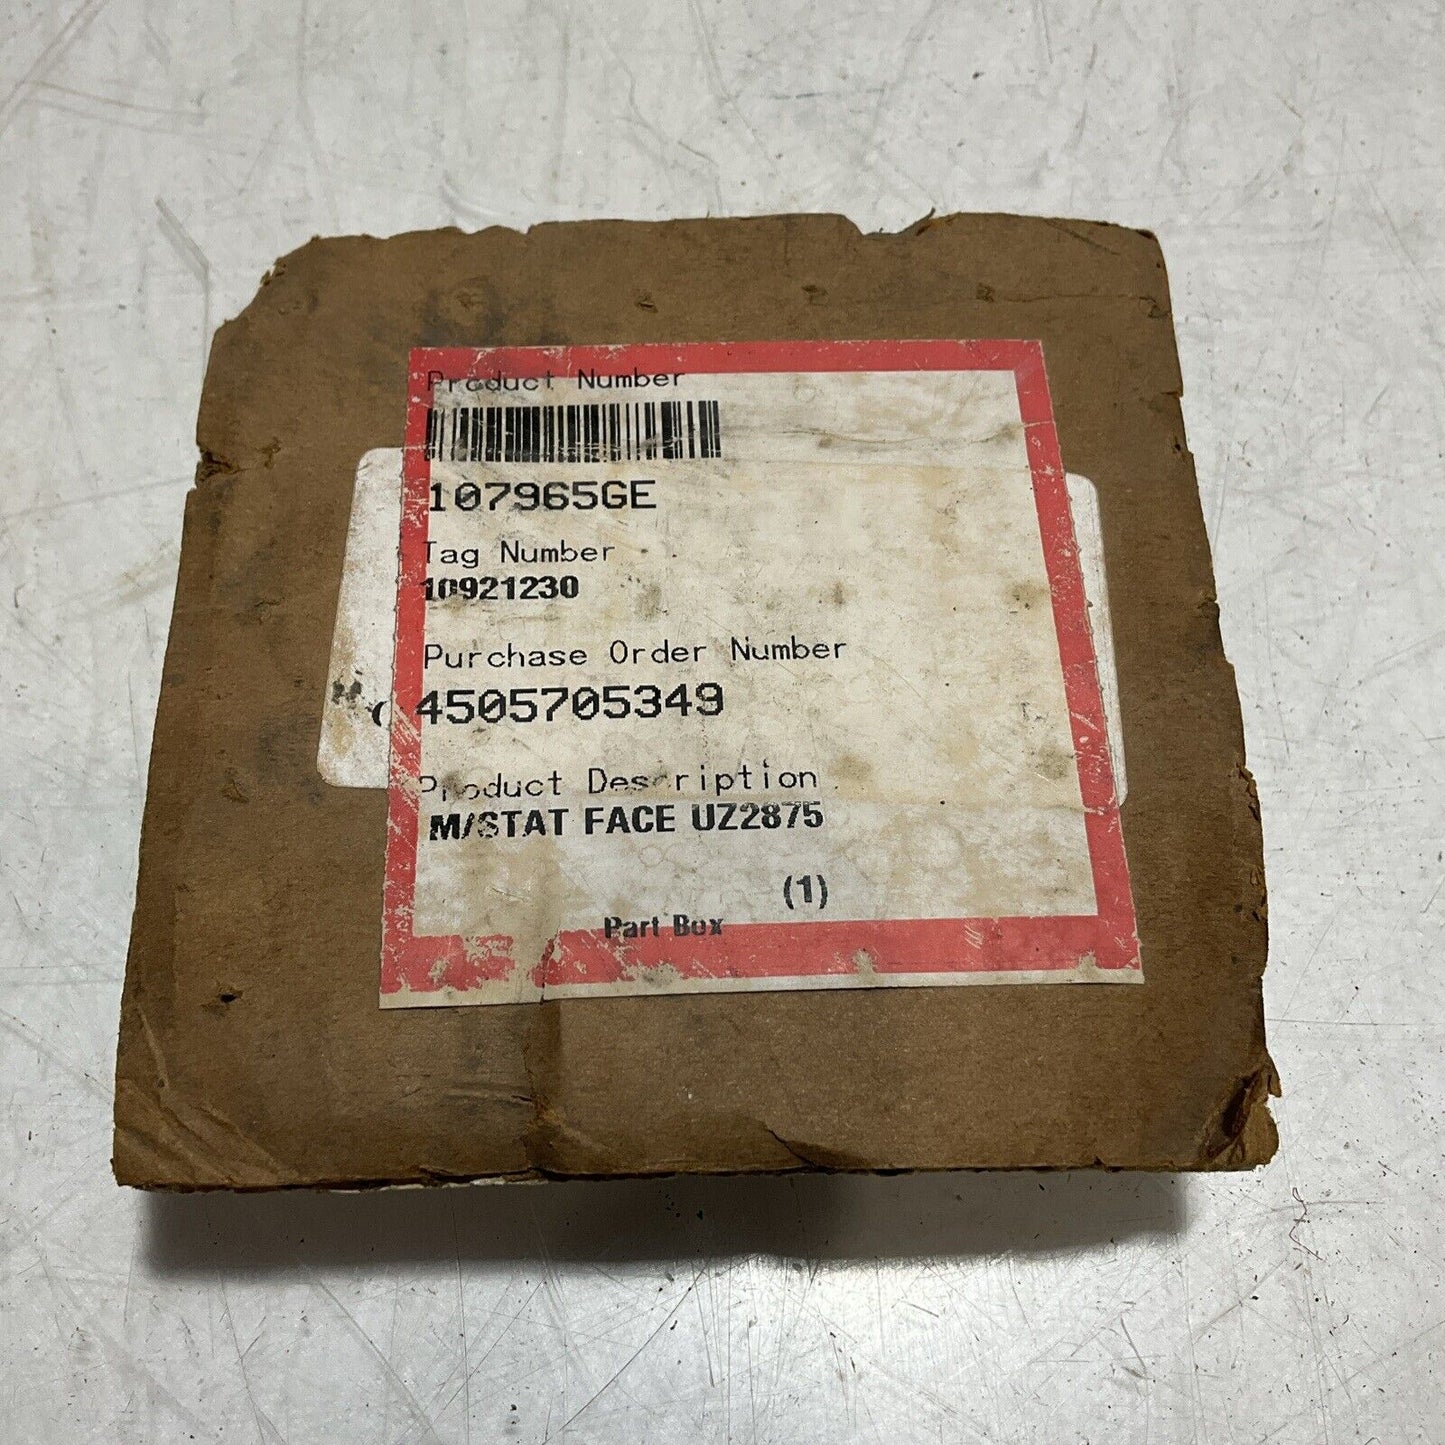 Product Number
107965GE
Tag Number
10921230
Purchase Order Number
4505705349
Product Description
M/STAT FACE UZ2875
(1)
Part Box